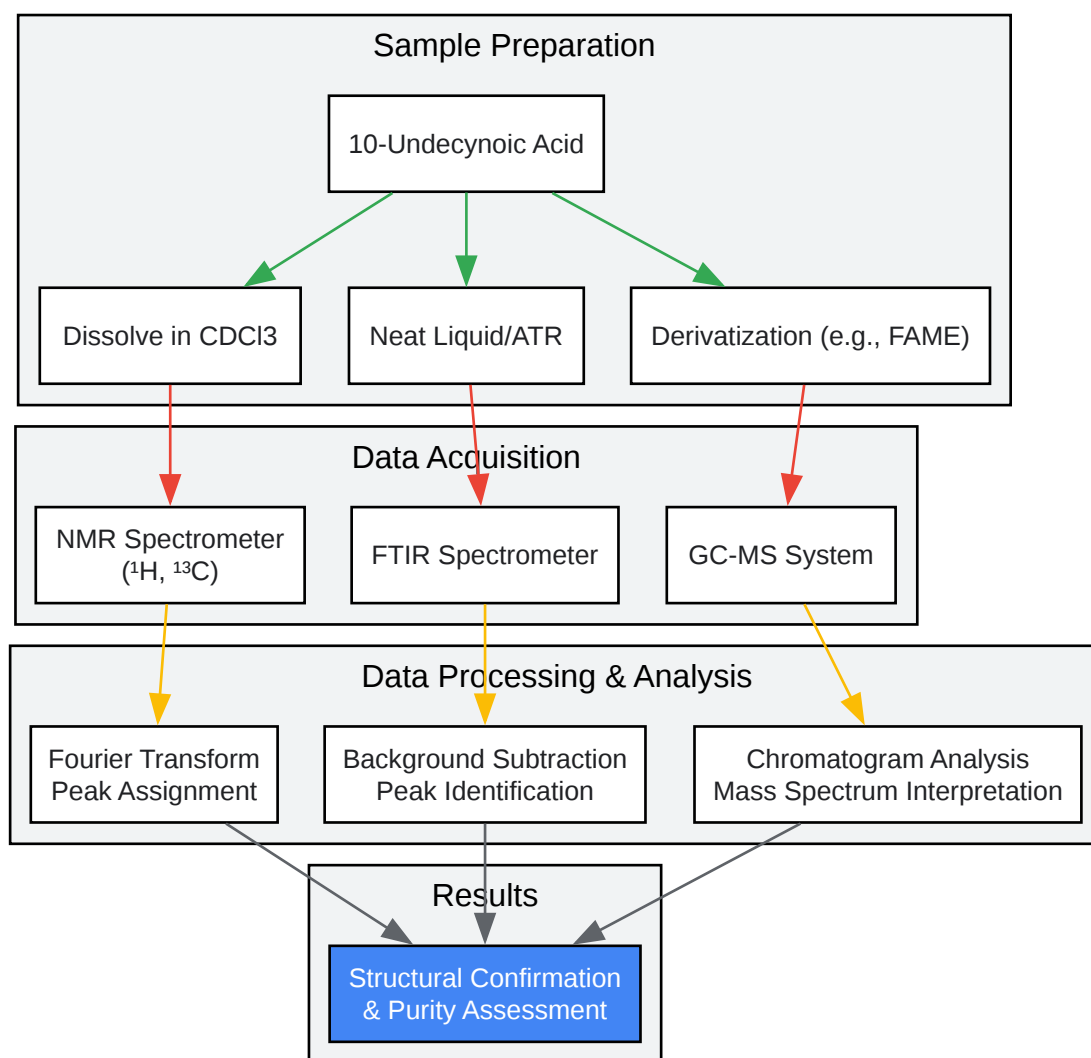 Sample Preparation
10-Undecynoic Acid
Dissolve in CDCl3
Neat Liquid/ATR
Derivatization (e.g., FAME)
Data Acquisition
NMR Spectrometer
(¹H, ¹³C)
FTIR Spectrometer
GC-MS System
Data Processing & Analysis
Fourier Transform
Peak Assignment
Background Subtraction
Peak Identification
Chromatogram Analysis
Mass Spectrum Interpretation
Results
Structural Confirmation
& Purity Assessment